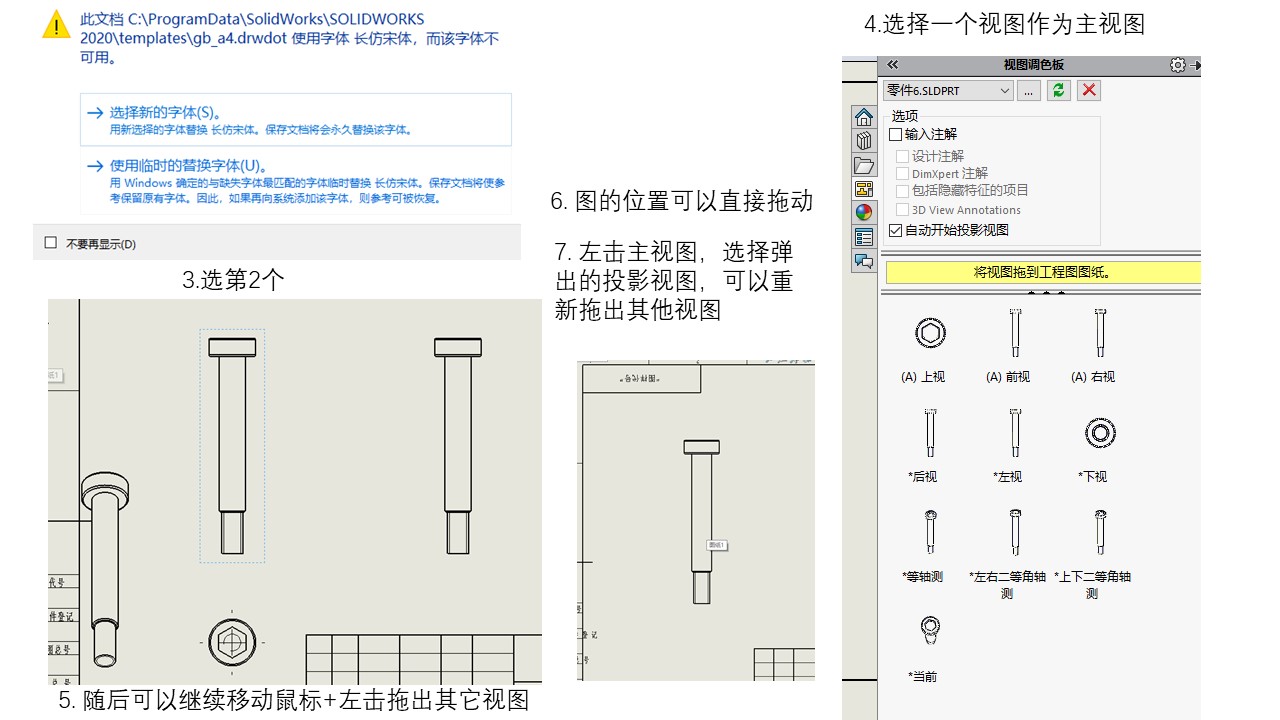 此文档 C:\ProgramData\SolidWorks\SOLIDWORKS
2020\templates\gb_a4.drwdot 使用字体 长仿宋体，而该字体不
可用。
选择新的字体(S)。
用新选择的字体替换 长仿宋体。保存文档将会永久替换该字体。
使用临时的替换字体(U)。
用 Windows 确定的与缺失字体最匹配的字体临时替换 长仿宋体。保存文档将使参
考保留原有字体。因此，如果再向系统添加该字体，则参考可被恢复。
不要再显示(D)
3.选第2个
代号
件登记
图总号
总号
5. 随后可以继续移动鼠标+左击拖出其它视图
6. 图的位置可以直接拖动
7. 左击主视图，选择弹
出的投影视图，可以重
新拖出其他视图
"图样代号"
图纸1
登记
号
4.选择一个视图作为主视图
视图调色板
零件6.SLDPRT
...
选项
输入注解
设计注解
DimXpert 注解
包括隐藏特征的项目
3D View Annotations
自动开始投影视图
将视图拖到工程图图纸。
(A) 上视
(A) 前视
(A) 右视
*后视
*左视
*下视
*等轴测
*左右二等角轴
测
*上下二等角轴
测
*当前